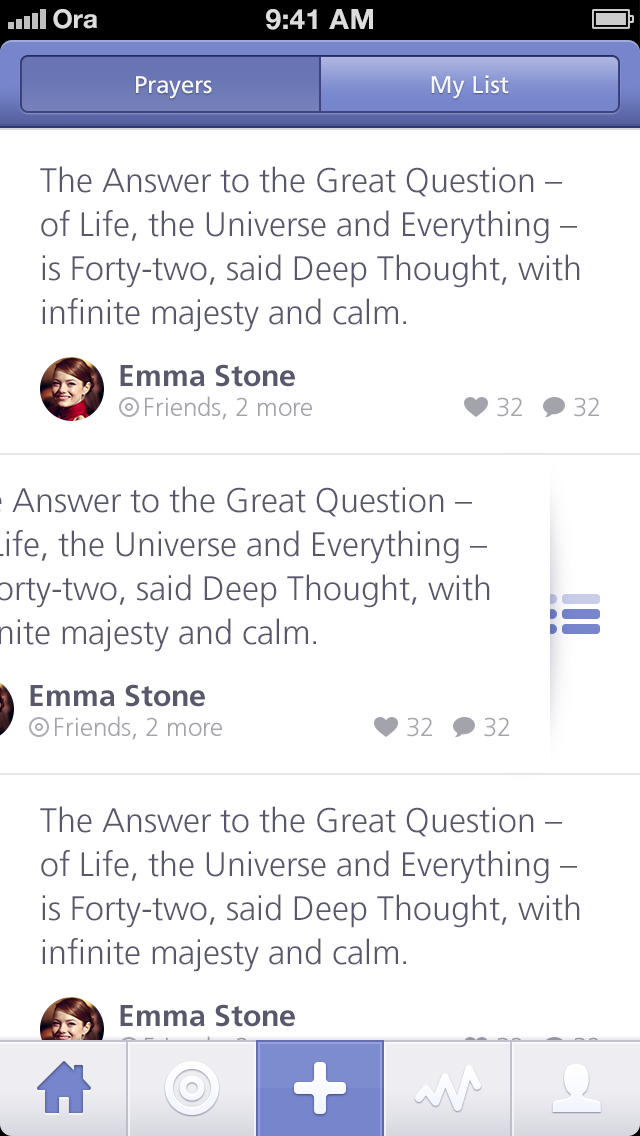 Ora 9:41 AM
Prayers My List
The Answer to the Great Question –
of Life, the Universe and Everything –
is Forty-two, said Deep Thought, with
infinite majesty and calm.
Emma Stone
Friends, 2 more 32 32
Answer to the Great Question –
ife, the Universe and Everything –
orty-two, said Deep Thought, with
nite majesty and calm.
Emma Stone
Friends, 2 more 32 32
The Answer to the Great Question –
of Life, the Universe and Everything –
is Forty-two, said Deep Thought, with
infinite majesty and calm.
Emma Stone